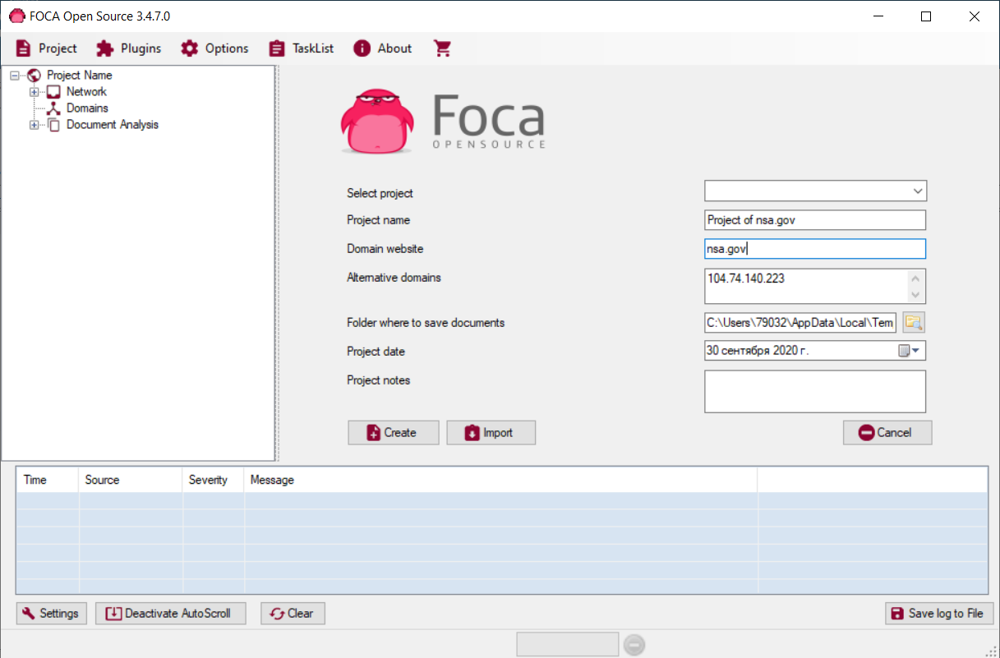 FOCA Open Source 3.4.7.0
Project Plugins Options TaskList About
Project Name
Network
Domains
Document Analysis
Foca
OPENSOURCE
Select project
Project name Project of nsa.gov
Domain website nsa.gov
Alternative domains 104.74.140.223
Folder where to save documents C:\Users\79032\AppData\Local\Tem
Project date 30 сентября 2020 г.
Project notes
Create Import Cancel
Time Source Severity Message
Settings Deactivate AutoScroll Clear Save log to File